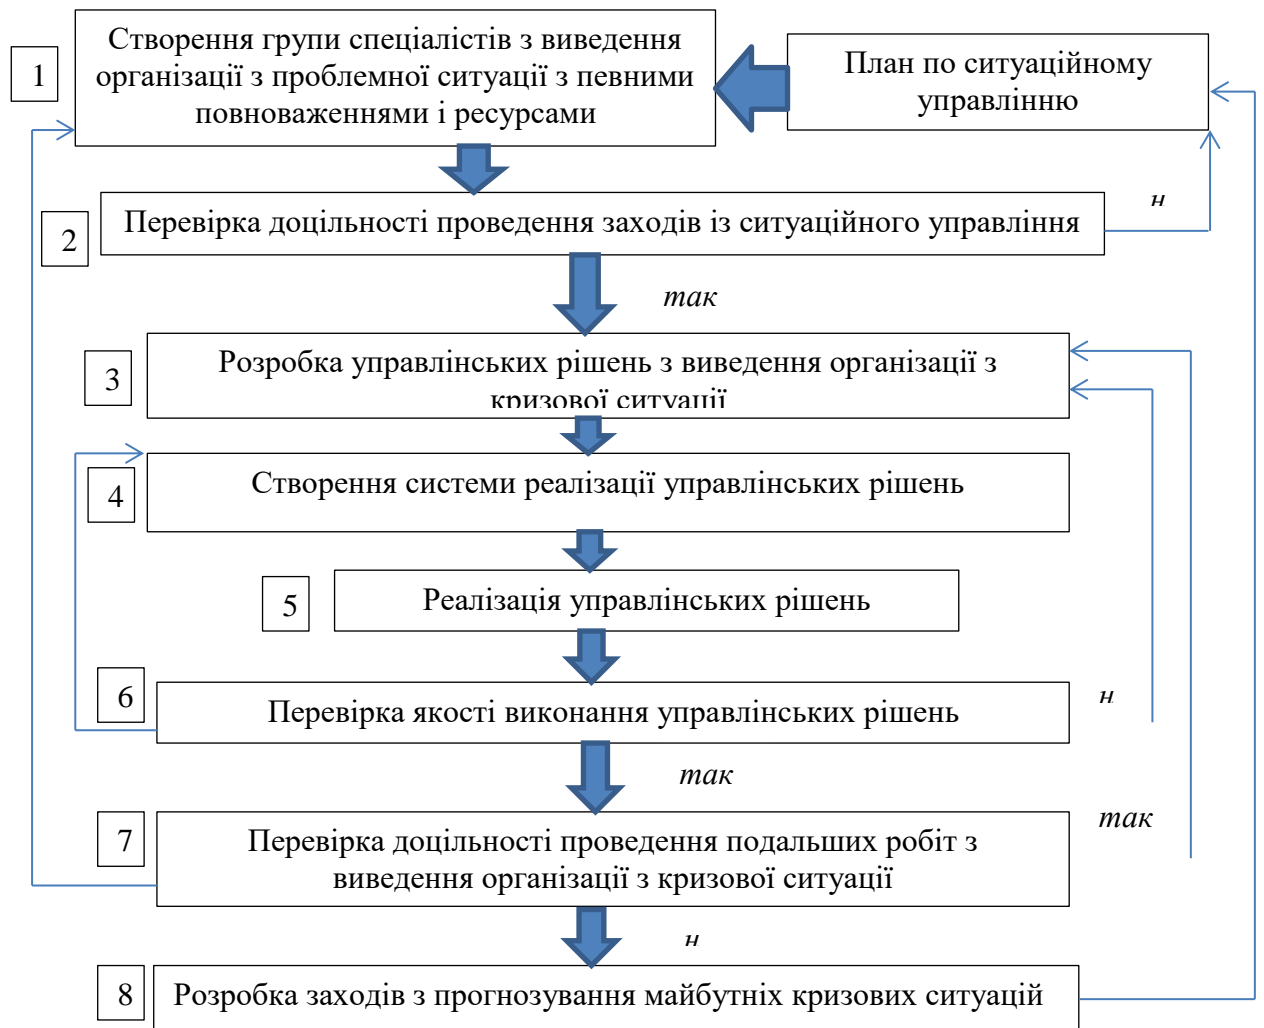 1
Створення групи спеціалістів з виведення
організації з проблемної ситуації з певними
повноваженнями і ресурсами
План по ситуаційному
управлінню
2
Перевірка доцільності проведення заходів із ситуаційного управління
н
так
3
Розробка управлінських рішень з виведення організації з
кризової ситуації
4
Створення системи реалізації управлінських рішень
5
Реалізація управлінських рішень
6
Перевірка якості виконання управлінських рішень
н
так
7
Перевірка доцільності проведення подальших робіт з
виведення організації з кризової ситуації
так
н
8
Розробка заходів з прогнозування майбутніх кризових ситуацій